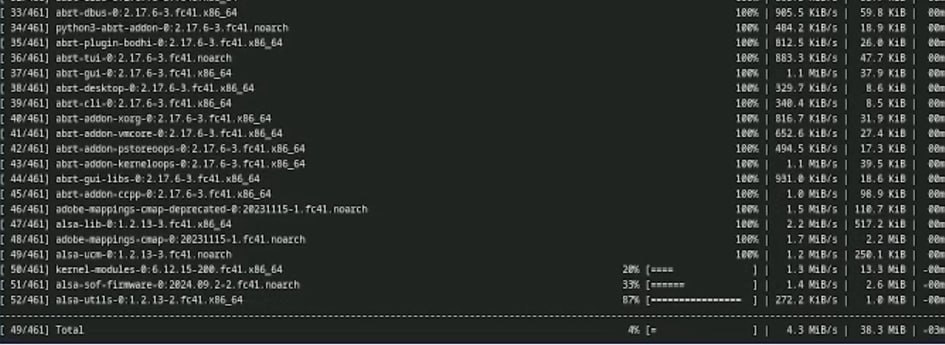 [ 33/461] abrt-dbus-0:2.17.6-3.fc41.x86_64 100% | 905.5 KiB/s | 59.8 KiB | 00m
[ 34/461] python3-abrt-addon-0:2.17.6-3.fc41.noarch 100% | 484.2 KiB/s | 18.9 KiB | 00m
[ 35/461] abrt-plugin-bodhi-0:2.17.6-3.fc41.x86_64 100% | 812.5 KiB/s | 26.0 KiB | 00m
[ 36/461] abrt-tui-0:2.17.6-3.fc41.noarch 100% | 883.3 KiB/s | 47.7 KiB | 00m
[ 37/461] abrt-gui-0:2.17.6-3.fc41.x86_64 100% | 1.1 MiB/s | 37.9 KiB | 00m
[ 38/461] abrt-desktop-0:2.17.6-3.fc41.x86_64 100% | 329.7 KiB/s | 8.6 KiB | 00m
[ 39/461] abrt-cli-0:2.17.6-3.fc41.x86_64 100% | 340.4 KiB/s | 8.5 KiB | 00m
[ 40/461] abrt-addon-xorg-0:2.17.6-3.fc41.x86_64 100% | 816.7 KiB/s | 31.9 KiB | 00m
[ 41/461] abrt-addon-vmcore-0:2.17.6-3.fc41.x86_64 100% | 652.6 KiB/s | 27.4 KiB | 00m
[ 42/461] abrt-addon-pstoreoops-0:2.17.6-3.fc41.x86_64 100% | 494.5 KiB/s | 17.3 KiB | 00m
[ 43/461] abrt-addon-kerneloops-0:2.17.6-3.fc41.x86_64 100% | 1.1 MiB/s | 39.5 KiB | 00m
[ 44/461] abrt-gui-libs-0:2.17.6-3.fc41.x86_64 100% | 931.0 KiB/s | 18.6 KiB | 00m
[ 45/461] abrt-addon-ccpp-0:2.17.6-3.fc41.x86_64 100% | 1.0 MiB/s | 98.9 KiB | 00m
[ 46/461] adobe-mappings-cmap-deprecated-0:20231115-1.fc41.noarch 100% | 1.5 MiB/s | 110.7 KiB | 00m
[ 47/461] alsa-lib-0:1.2.13-3.fc41.x86_64 100% | 2.2 MiB/s | 517.2 KiB | 00m
[ 48/461] adobe-mappings-cmap-0:20231115-1.fc41.noarch 100% | 1.7 MiB/s | 2.2 MiB | 00m
[ 49/461] alsa-ucm-0:1.2.13-3.fc41.noarch 100% | 1.2 MiB/s | 250.1 KiB | 00m
[ 50/461] kernel-modules-0:6.12.15-200.fc41.x86_64 20% [==== ] | 1.3 MiB/s | 13.3 MiB | -00m
[ 51/461] alsa-sof-firmware-0:2024.09.2-2.fc41.noarch 33% [====== ] | 1.4 MiB/s | 2.6 MiB | -00m
[ 52/461] alsa-utils-0:1.2.13-2.fc41.x86_64 87% [================ ] | 272.2 KiB/s | 1.0 MiB | -00m
[ 49/461] Total 4% [= ] | 4.3 MiB/s | 38.3 MiB | -03m